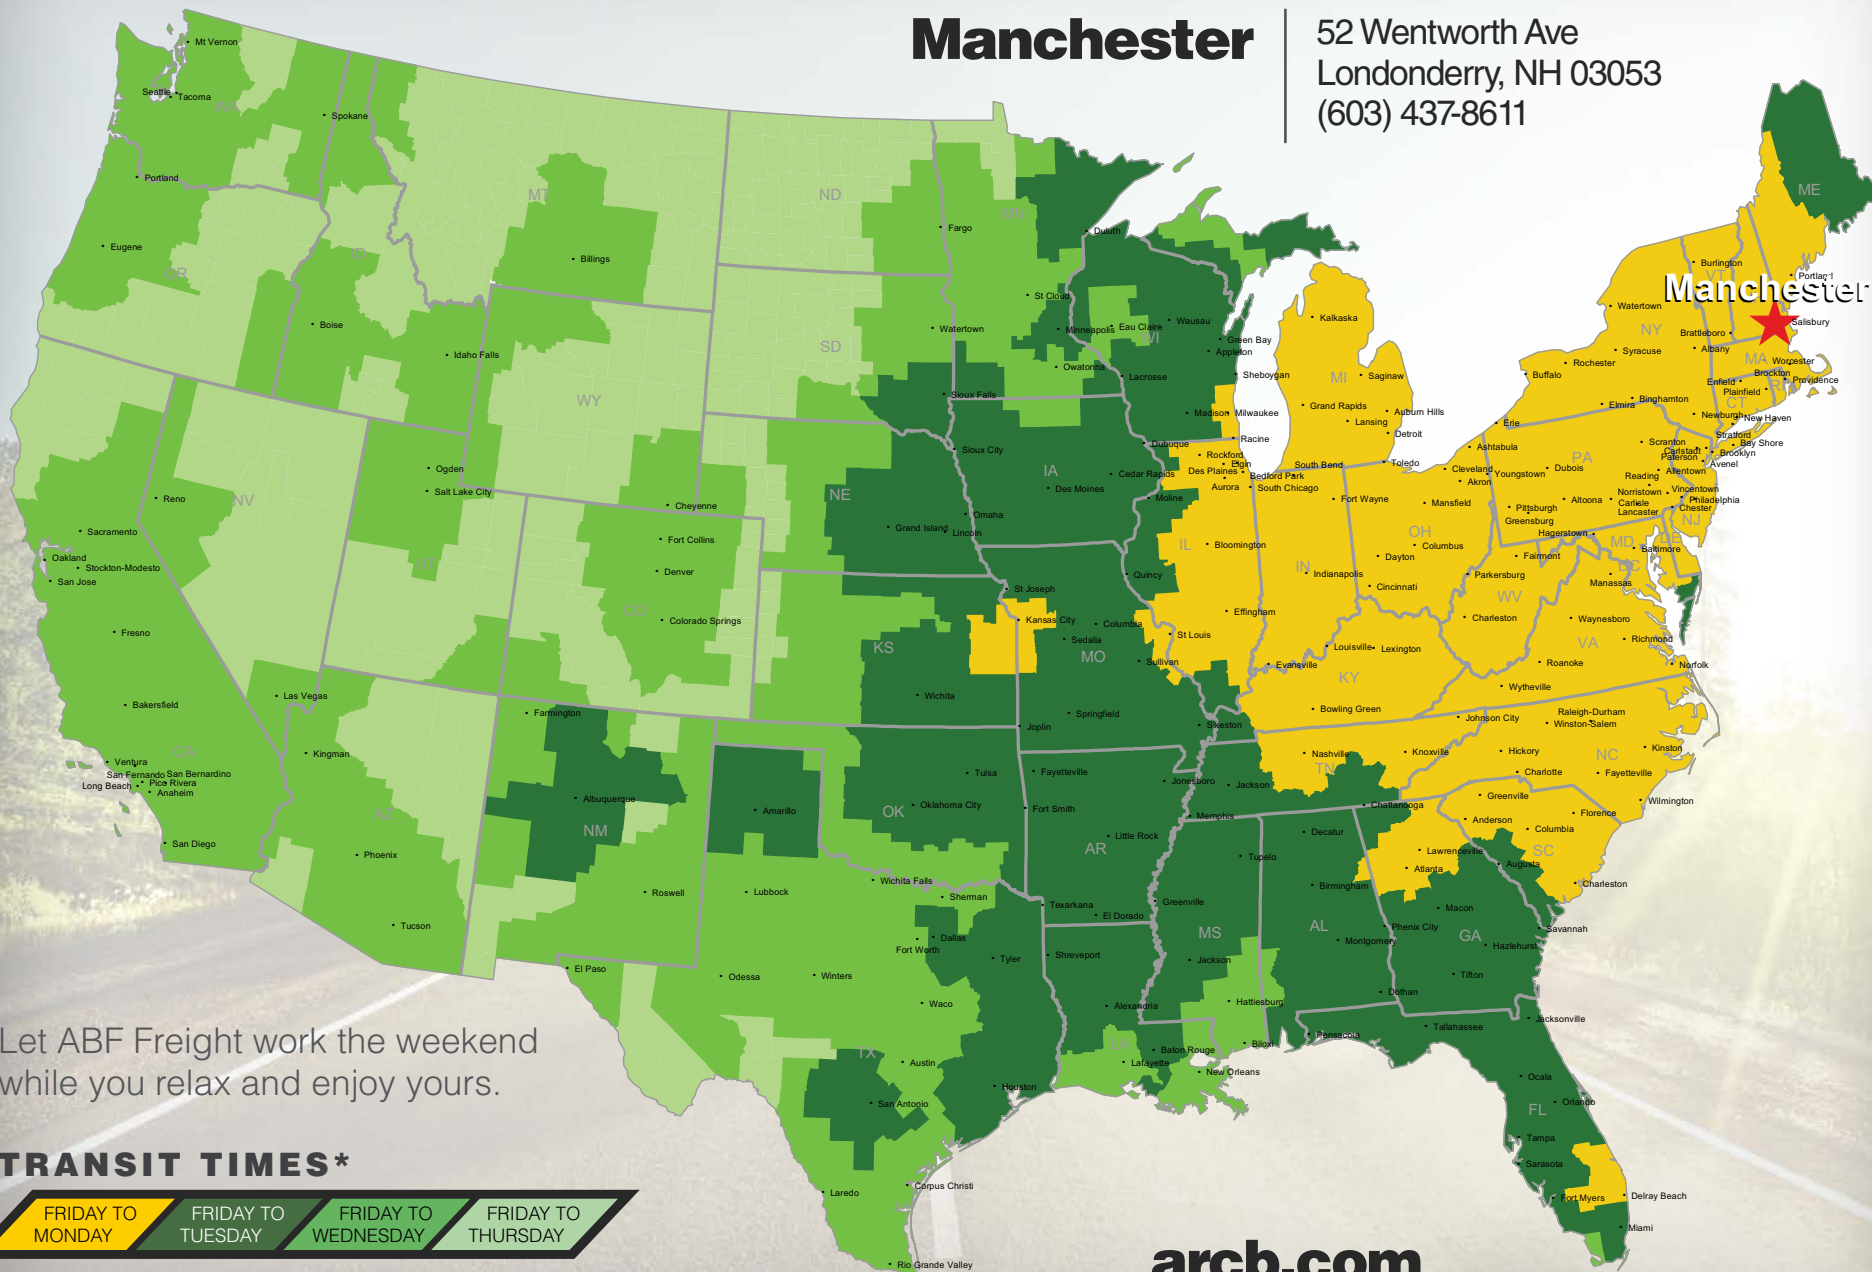 Manchester
52 Wentworth Ave
Londonderry, NH 03053
(603) 437-8611
Mt Vernon
Seattle
Tacoma
WA
Spokane
Portland
Eugene
OR
ID
Boise
Idaho Falls
MT
Billings
WY
Cheyenne
ND
Fargo
SD
Watertown
Sioux Falls
MN
Duluth
St Cloud
Minneapolis
Owatonna
WI
Eau Claire
Wausau
Green Bay
Appleton
Sheboygan
Lacrosse
Madison
Milwaukee
Racine
MI
Kalkaska
Saginaw
Grand Rapids
Lansing
Auburn Hills
Detroit
ME
Portland
Manchester
Salisbury
VT
Burlington
Brattleboro
NY
Watertown
Syracuse
Rochester
Buffalo
Albany
Elmira
Binghamton
Newburgh
MA
Worcester
Brockton
Providence
RI
Enfield
Plainfield
CT
New Haven
Stratford
Bay Shore
Carlstadt
Brooklyn
Paterson
Avenel
PA
Erie
Scranton
Dubois
Allentown
Reading
Norristown
Vincentown
Philadelphia
Carlisle
Lancaster
Chester
Altoona
Pittsburgh
Greensburg
NJ
MD
DE
DC
Hagerstown
Baltimore
Manassas
OH
Ashtabula
Toledo
Cleveland
Youngstown
Akron
Mansfield
Columbus
Dayton
Cincinnati
WV
Fairmont
Parkersburg
Charleston
VA
Waynesboro
Richmond
Roanoke
Norfolk
Wytheville
IN
South Bend
Fort Wayne
Indianapolis
Evansville
IL
Rockford
Elgin
Des Plaines
Bedford Park
Aurora
South Chicago
Moline
Bloomington
Quincy
Effingham
IA
Dubuque
Sioux City
Cedar Rapids
Des Moines
NE
Omaha
Grand Island
Lincoln
KS
Wichita
MO
St Joseph
Kansas City
Columbia
Sedalia
St Louis
Sullivan
Springfield
Joplin
Sikeston
KY
Louisville
Lexington
Bowling Green
TN
Nashville
Knoxville
Johnson City
Jackson
Memphis
Chattanooga
NC
Raleigh-Durham
Winston-Salem
Hickory
Kinston
Charlotte
Fayetteville
Wilmington
SC
Greenville
Anderson
Florence
Columbia
Charleston
GA
Lawrenceville
Atlanta
Augusta
Macon
Savannah
Hazlehurst
Tifton
AL
Decatur
Birmingham
Phenix City
Montgomery
Dothan
MS
Tupelo
Greenville
Jackson
Hattiesburg
Biloxi
FL
Pensacola
Tallahassee
Jacksonville
Ocala
Orlando
Tampa
Sarasota
Fort Myers
Delray Beach
Miami
AR
Fayetteville
Jonesboro
Fort Smith
Little Rock
Texarkana
El Dorado
LA
Shreveport
Alexandria
Baton Rouge
Lafayette
New Orleans
OK
Tulsa
Oklahoma City
TX
Amarillo
Lubbock
Wichita Falls
Sherman
Dallas
Fort Worth
Tyler
El Paso
Odessa
Winters
Waco
Austin
Houston
San Antonio
Corpus Christi
Laredo
Rio Grande Valley
NM
Farmington
Albuquerque
Roswell
CO
Fort Collins
Denver
Colorado Springs
UT
Ogden
Salt Lake City
NV
Reno
Las Vegas
AZ
Kingman
Phoenix
Tucson
CA
Sacramento
Oakland
Stockton-Modesto
San Jose
Fresno
Bakersfield
Ventura
San Fernando
San Bernardino
Pico Rivera
Long Beach
Anaheim
San Diego
Let ABF Freight work the weekend
while you relax and enjoy yours.
TRANSIT TIMES*
FRIDAY TO
MONDAY
FRIDAY TO
TUESDAY
FRIDAY TO
WEDNESDAY
FRIDAY TO
THURSDAY
arcb.com